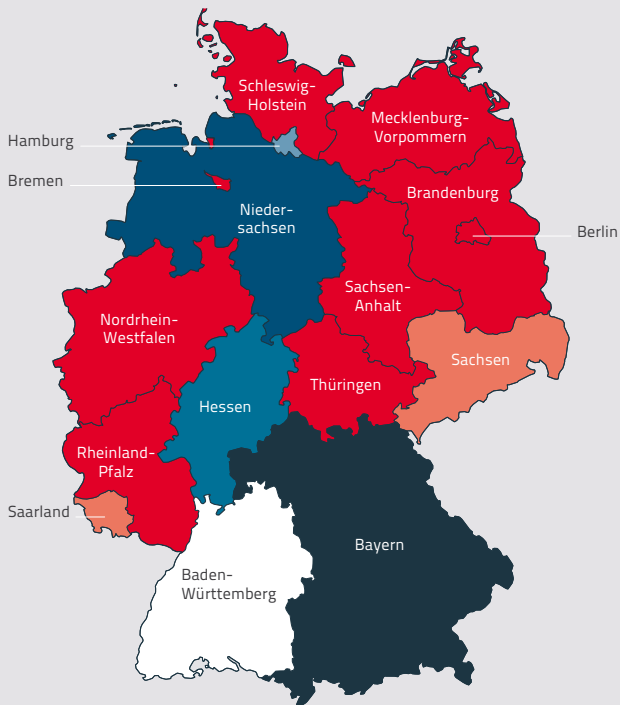 Schleswig-
Holstein
Mecklenburg-
Vorpommern
Hamburg
Bremen
Brandenburg
Nieder-
sachsen
Berlin
Sachsen-
Anhalt
Nordrhein-
Westfalen
Sachsen
Thüringen
Hessen
Rheinland-
Pfalz
Saarland
Bayern
Baden-
Württemberg